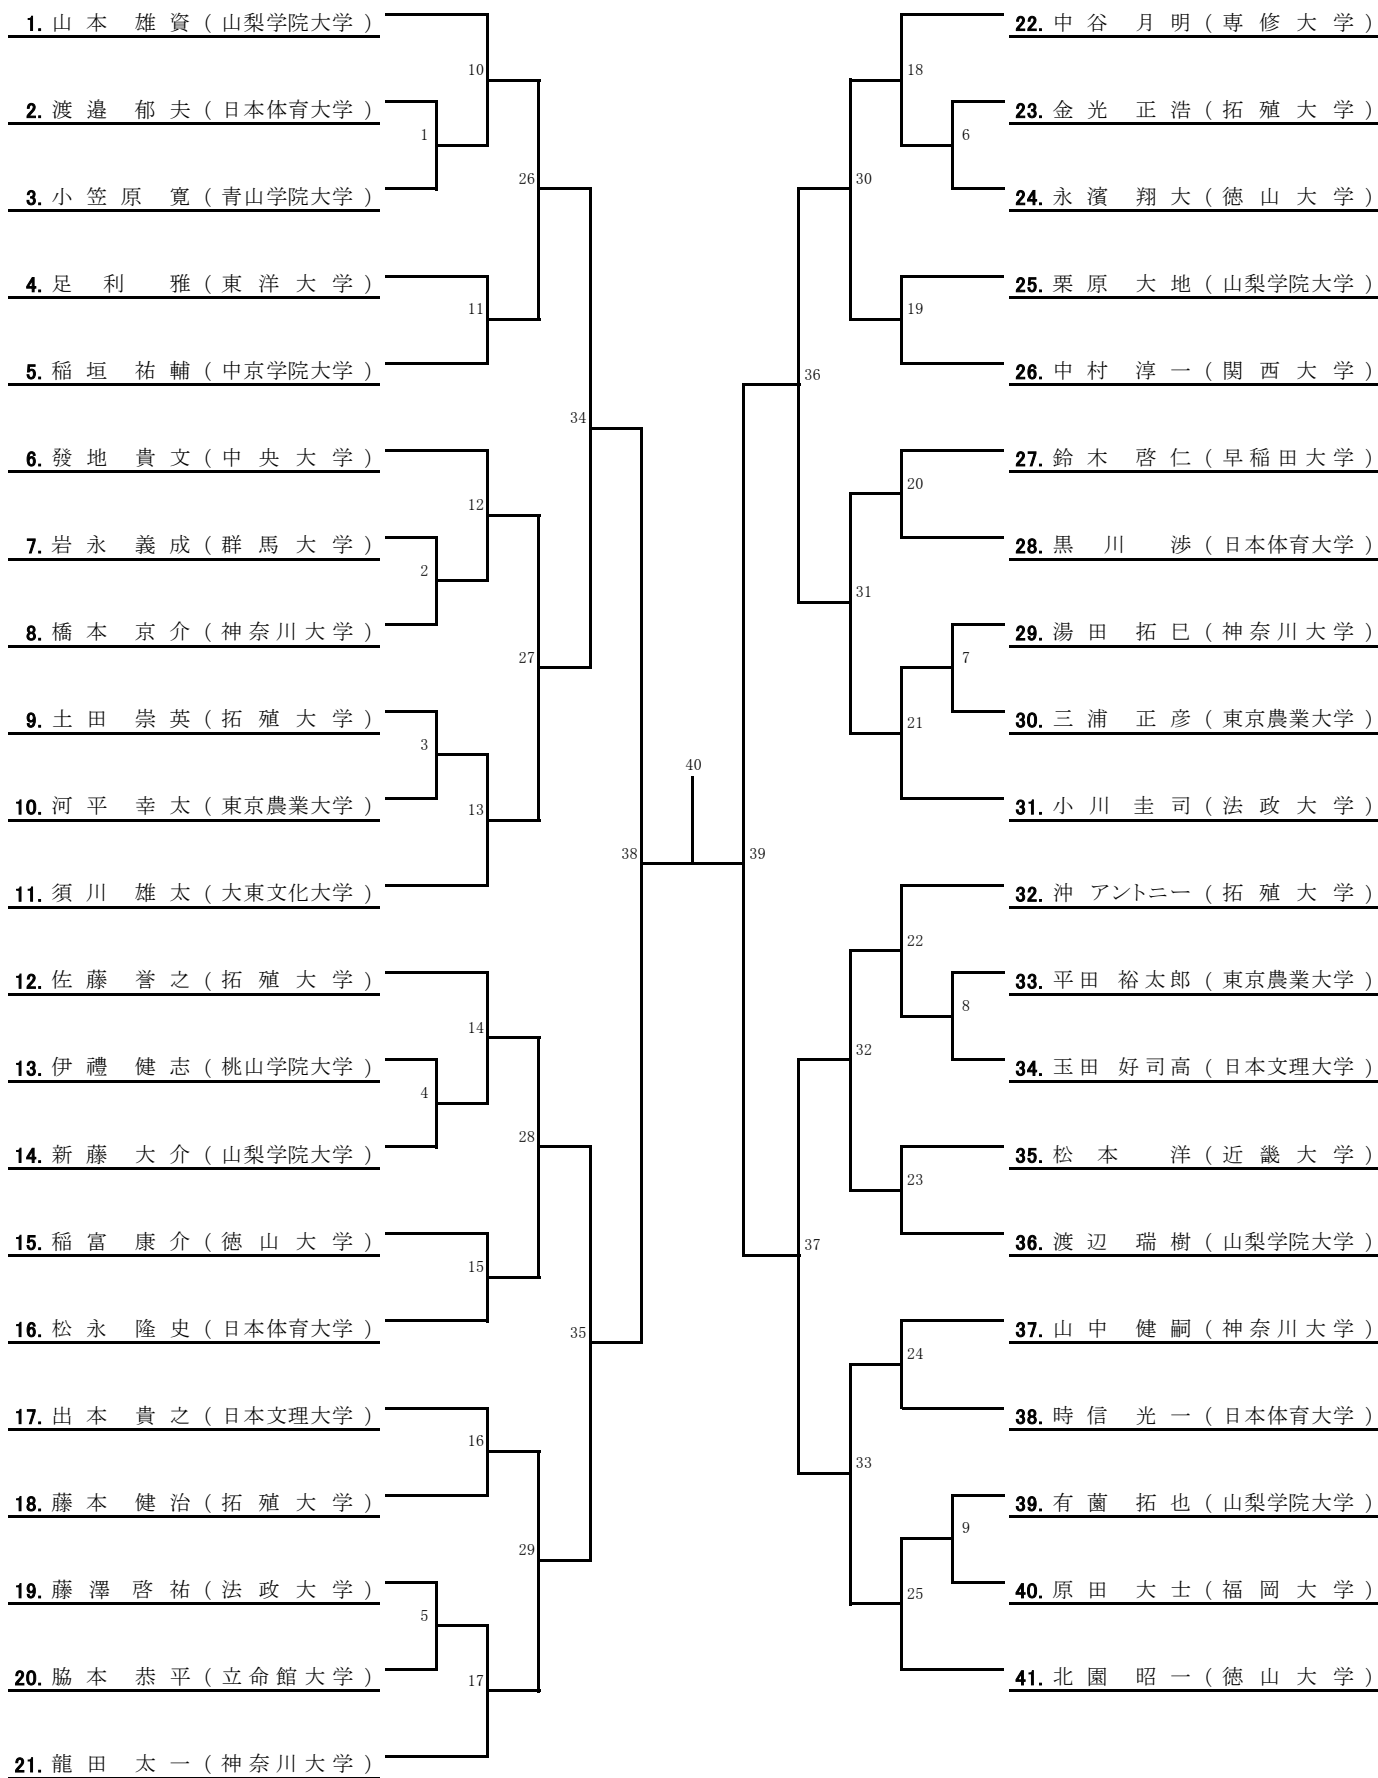 1. 山本 雄資 (山梨学院大学)
10
2. 渡邉 郁夫 (日本体育大学)
1
3. 小笠原 寛 (青山学院大学)
26
4. 足利 雅 (東洋大学)
11
5. 稲垣 祐輔 (中京学院大学)
34
6. 發地 貴文 (中央大学)
12
7. 岩永 義成 (群馬大学)
2
8. 橋本 京介 (神奈川大学)
27
9. 土田 崇英 (拓殖大学)
3
10. 河平 幸太 (東京農業大学)
13
11. 須川 雄太 (大東文化大学)
38
12. 佐藤 誉之 (拓殖大学)
14
13. 伊禮 健志 (桃山学院大学)
4
14. 新藤 大介 (山梨学院大学)
28
15. 稲富 康介 (徳山大学)
15
16. 松永 隆史 (日本体育大学)
35
17. 出本 貴之 (日本文理大学)
16
18. 藤本 健治 (拓殖大学)
29
19. 藤澤 啓祐 (法政大学)
5
20. 脇本 恭平 (立命館大学)
17
21. 龍田 太一 (神奈川大学)
40
22. 中谷 月明 (専修大学)
18
23. 金光 正浩 (拓殖大学)
6
24. 永濱 翔大 (徳山大学)
30
25. 栗原 大地 (山梨学院大学)
19
26. 中村 淳一 (関西大学)
36
27. 鈴木 啓仁 (早稲田大学)
20
28. 黒川 渉 (日本体育大学)
31
29. 湯田 拓巳 (神奈川大学)
7
30. 三浦 正彦 (東京農業大学)
21
31. 小川 圭司 (法政大学)
39
32. 沖 アントニー (拓殖大学)
22
33. 平田 裕太郎 (東京農業大学)
8
34. 玉田 好司高 (日本文理大学)
32
35. 松本 洋 (近畿大学)
23
36. 渡辺 瑞樹 (山梨学院大学)
37
37. 山中 健嗣 (神奈川大学)
24
38. 時信 光一 (日本体育大学)
33
39. 有薗 拓也 (山梨学院大学)
9
40. 原田 大士 (福岡大学)
25
41. 北園 昭一 (徳山大学)